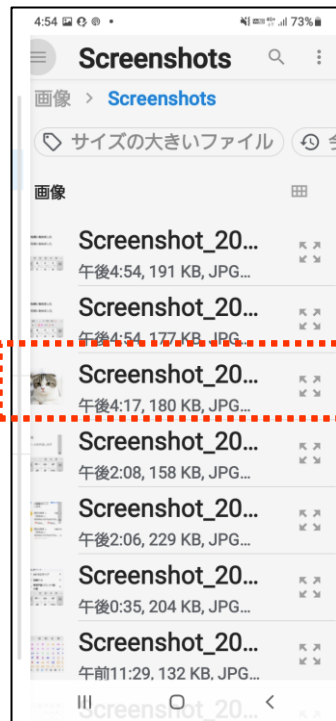 4:54 73%
Screenshots
画像 > Screenshots
サイズの大きいファイル
画像
Screenshot_20...
午後4:54, 191 KB, JPG...
Screenshot_20...
午後4:54, 177 KB, JPG...
Screenshot_20...
午後4:17, 180 KB, JPG...
Screenshot_20...
午後2:08, 158 KB, JPG...
Screenshot_20...
午後2:06, 229 KB, JPG...
Screenshot_20...
午後0:35, 204 KB, JPG...
Screenshot_20...
午前11:29, 132 KB, JPG...
Screenshot_20...